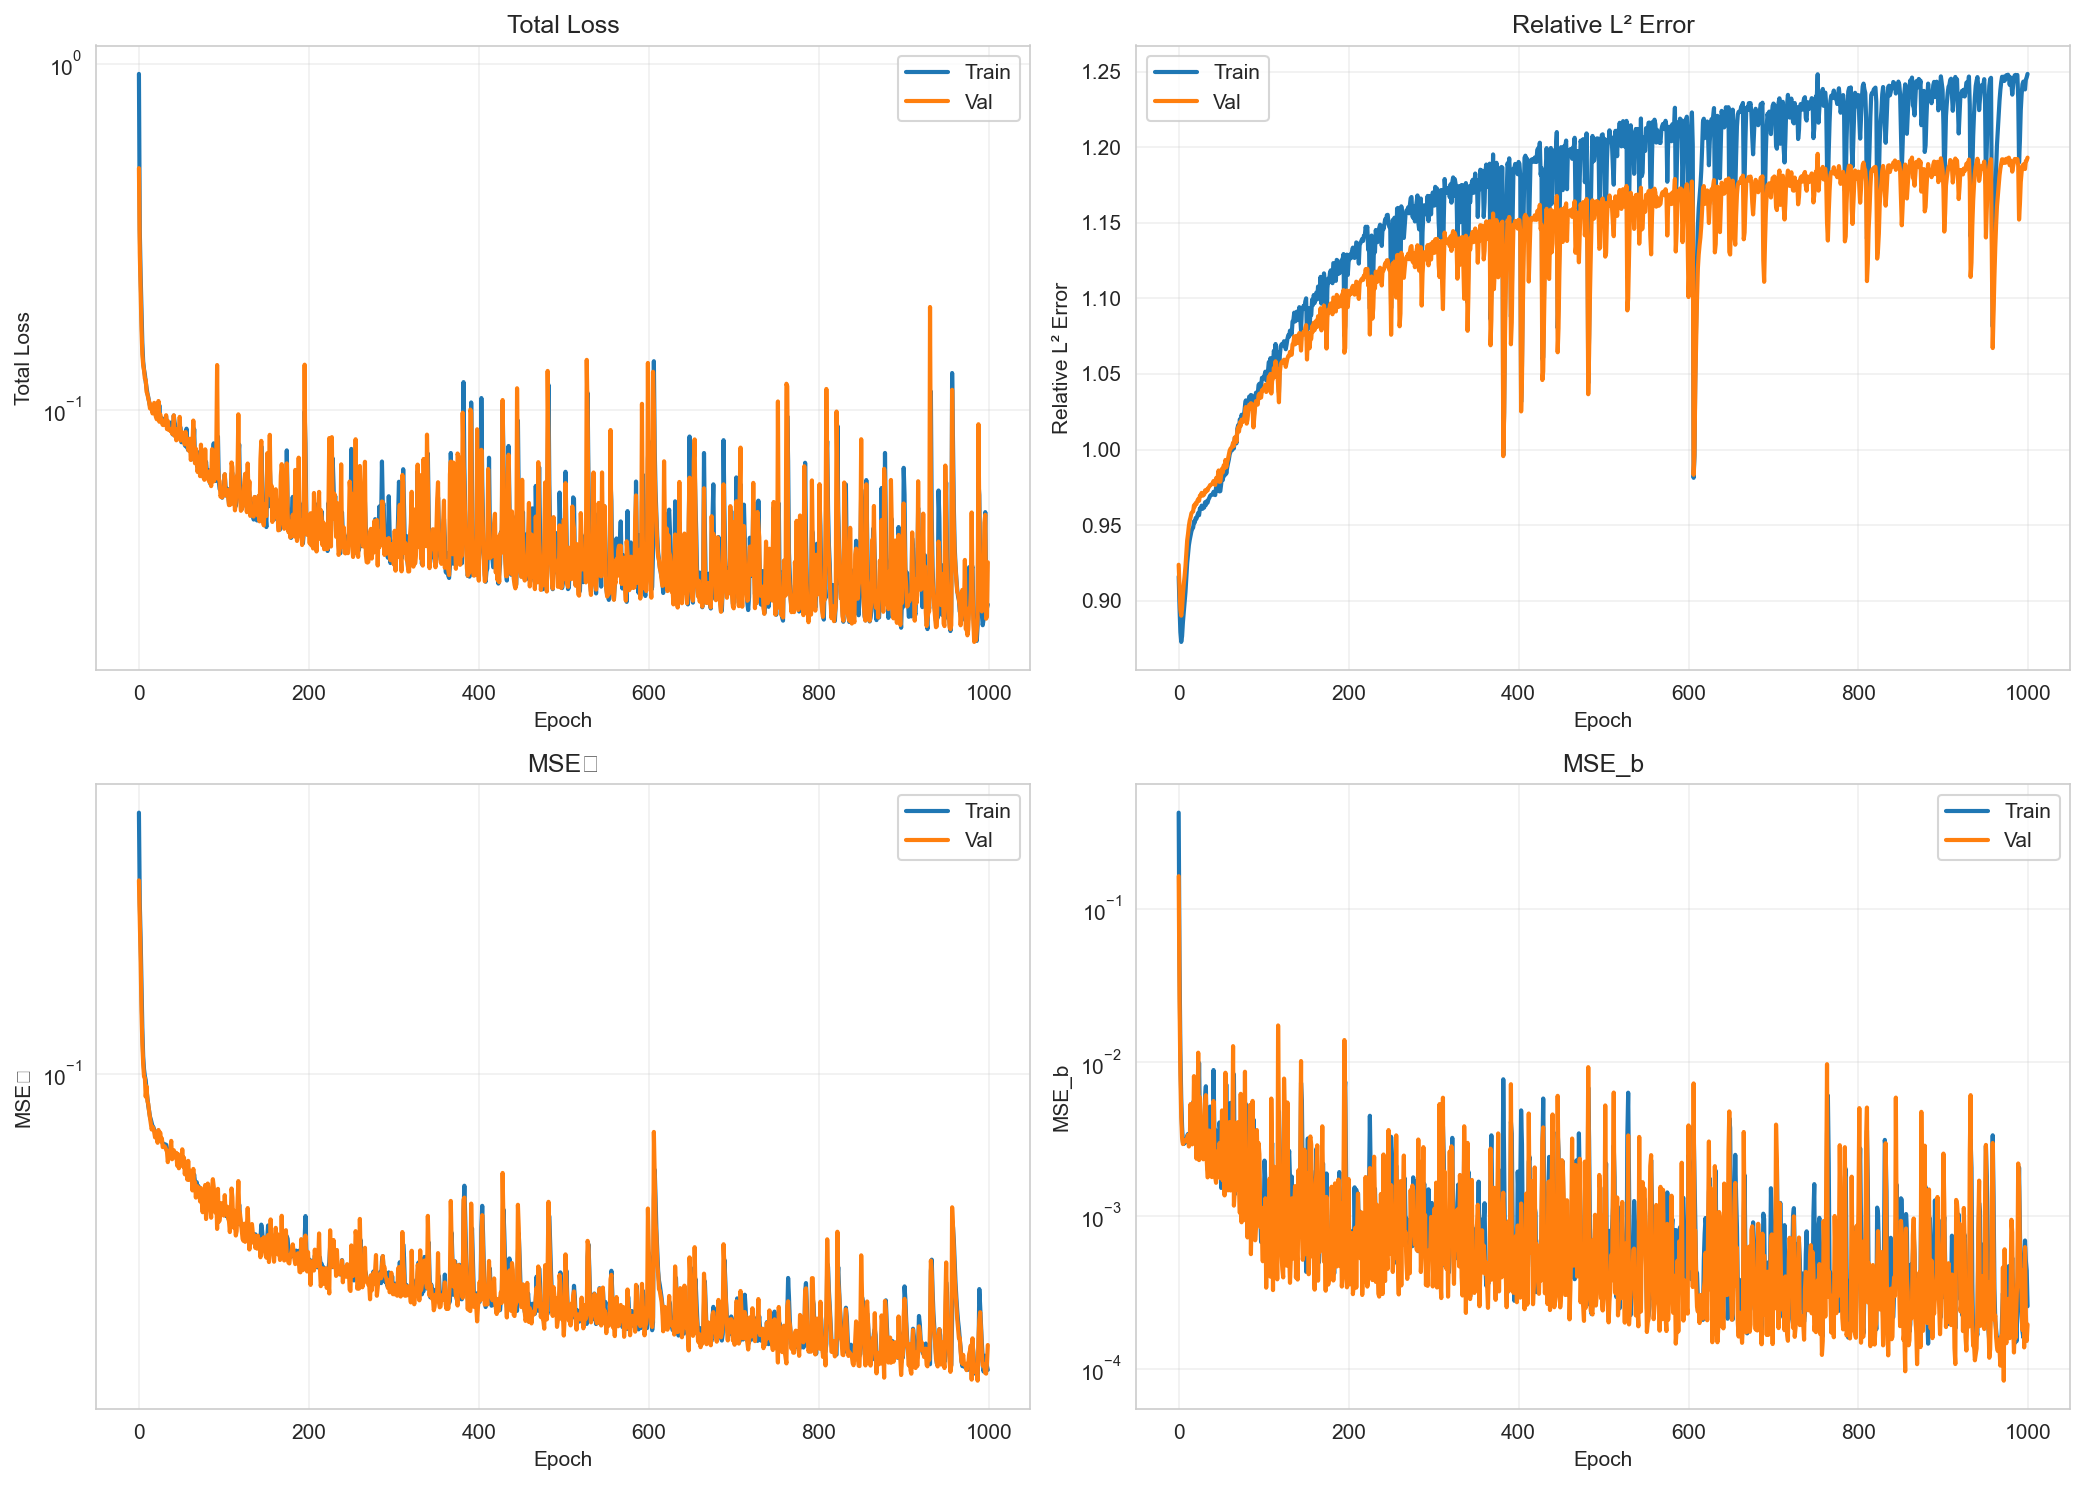 Total Loss
Total Loss
10⁰
10⁻¹
Train
Val
0 200 400 600 800 1000
Epoch
Relative L² Error
Relative L² Error
1.25
1.20
1.15
1.10
1.05
1.00
0.95
0.90
Train
Val
0 200 400 600 800 1000
Epoch
MSE▯
MSE▯
10⁻¹
Train
Val
0 200 400 600 800 1000
Epoch
MSE_b
MSE_b
10⁻¹
10⁻²
10⁻³
10⁻⁴
Train
Val
0 200 400 600 800 1000
Epoch